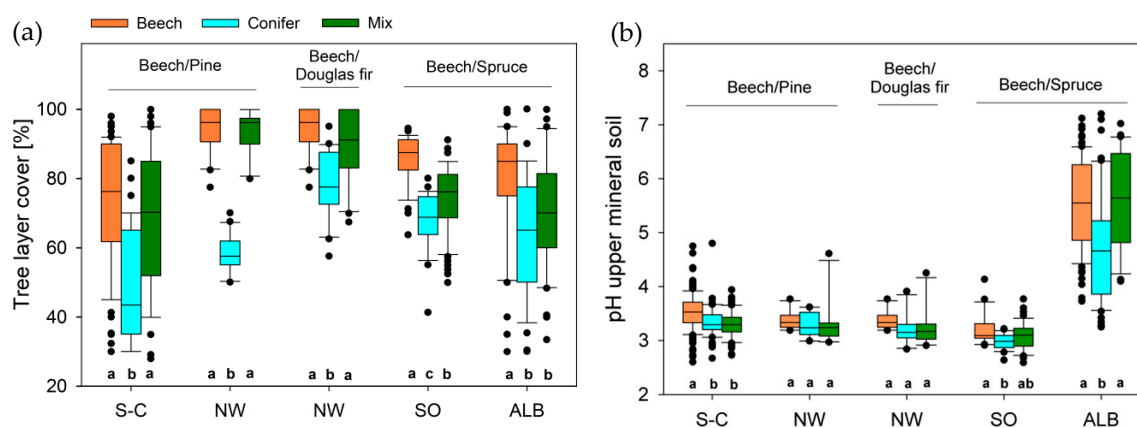 Beech Conifer Mix
(a)
Beech/Pine
Beech/
Douglas fir
Beech/Spruce
Tree layer cover [%]
100
80
60
40
20
a b a a b a a b a a c b a b b
S-C NW NW SO ALB
(b)
Beech/Pine
Beech/
Douglas fir
Beech/Spruce
pH upper mineral soil
8
7
6
5
4
3
2
a b b a a a a a a a b ab a b a
S-C NW NW SO ALB